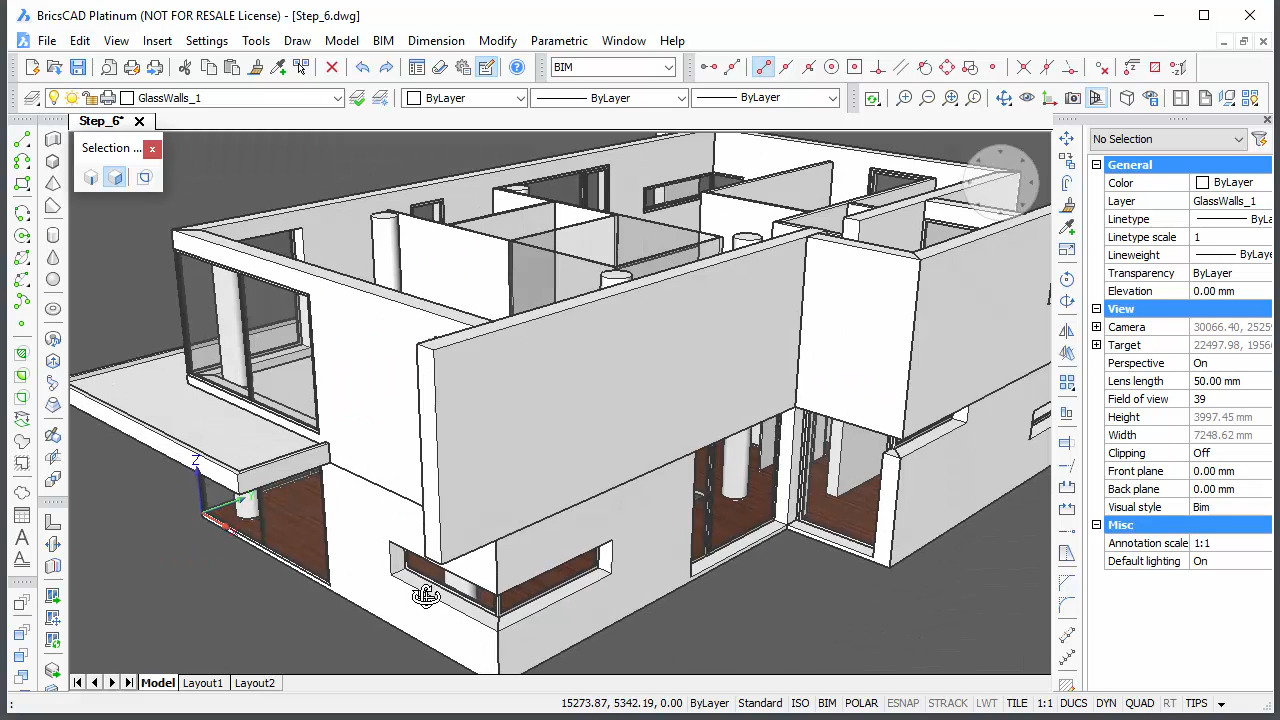 BricsCAD Platinum (NOT FOR RESALE License) - [Step_6.dwg]
File Edit View Insert Settings Tools Draw Model BIM Dimension Modify Parametric Window Help
BIM
GlassWalls_1 ByLayer ByLayer ByLayer
Step_6*
Selection ...
No Selection
General
Color ByLayer
Layer GlassWalls_1
Linetype ByLay
Linetype scale 1
Lineweight ByLaye
Transparency ByLayer
Elevation 0.00 mm
View
Camera 30066.40, 2525
Target 22497.98, 1956
Perspective On
Lens length 50.00 mm
Field of view 39
Height 3997.45 mm
Width 7248.62 mm
Clipping Off
Front plane 0.00 mm
Back plane 0.00 mm
Visual style Bim
Misc
Annotation scale 1:1
Default lighting On
Z
Model Layout1 Layout2
: 15273.87, 5342.19, 0.00 ByLayer Standard ISO BIM POLAR ESNAP STRACK LWT TILE 1:1 DUCS DYN QUAD RT TIPS